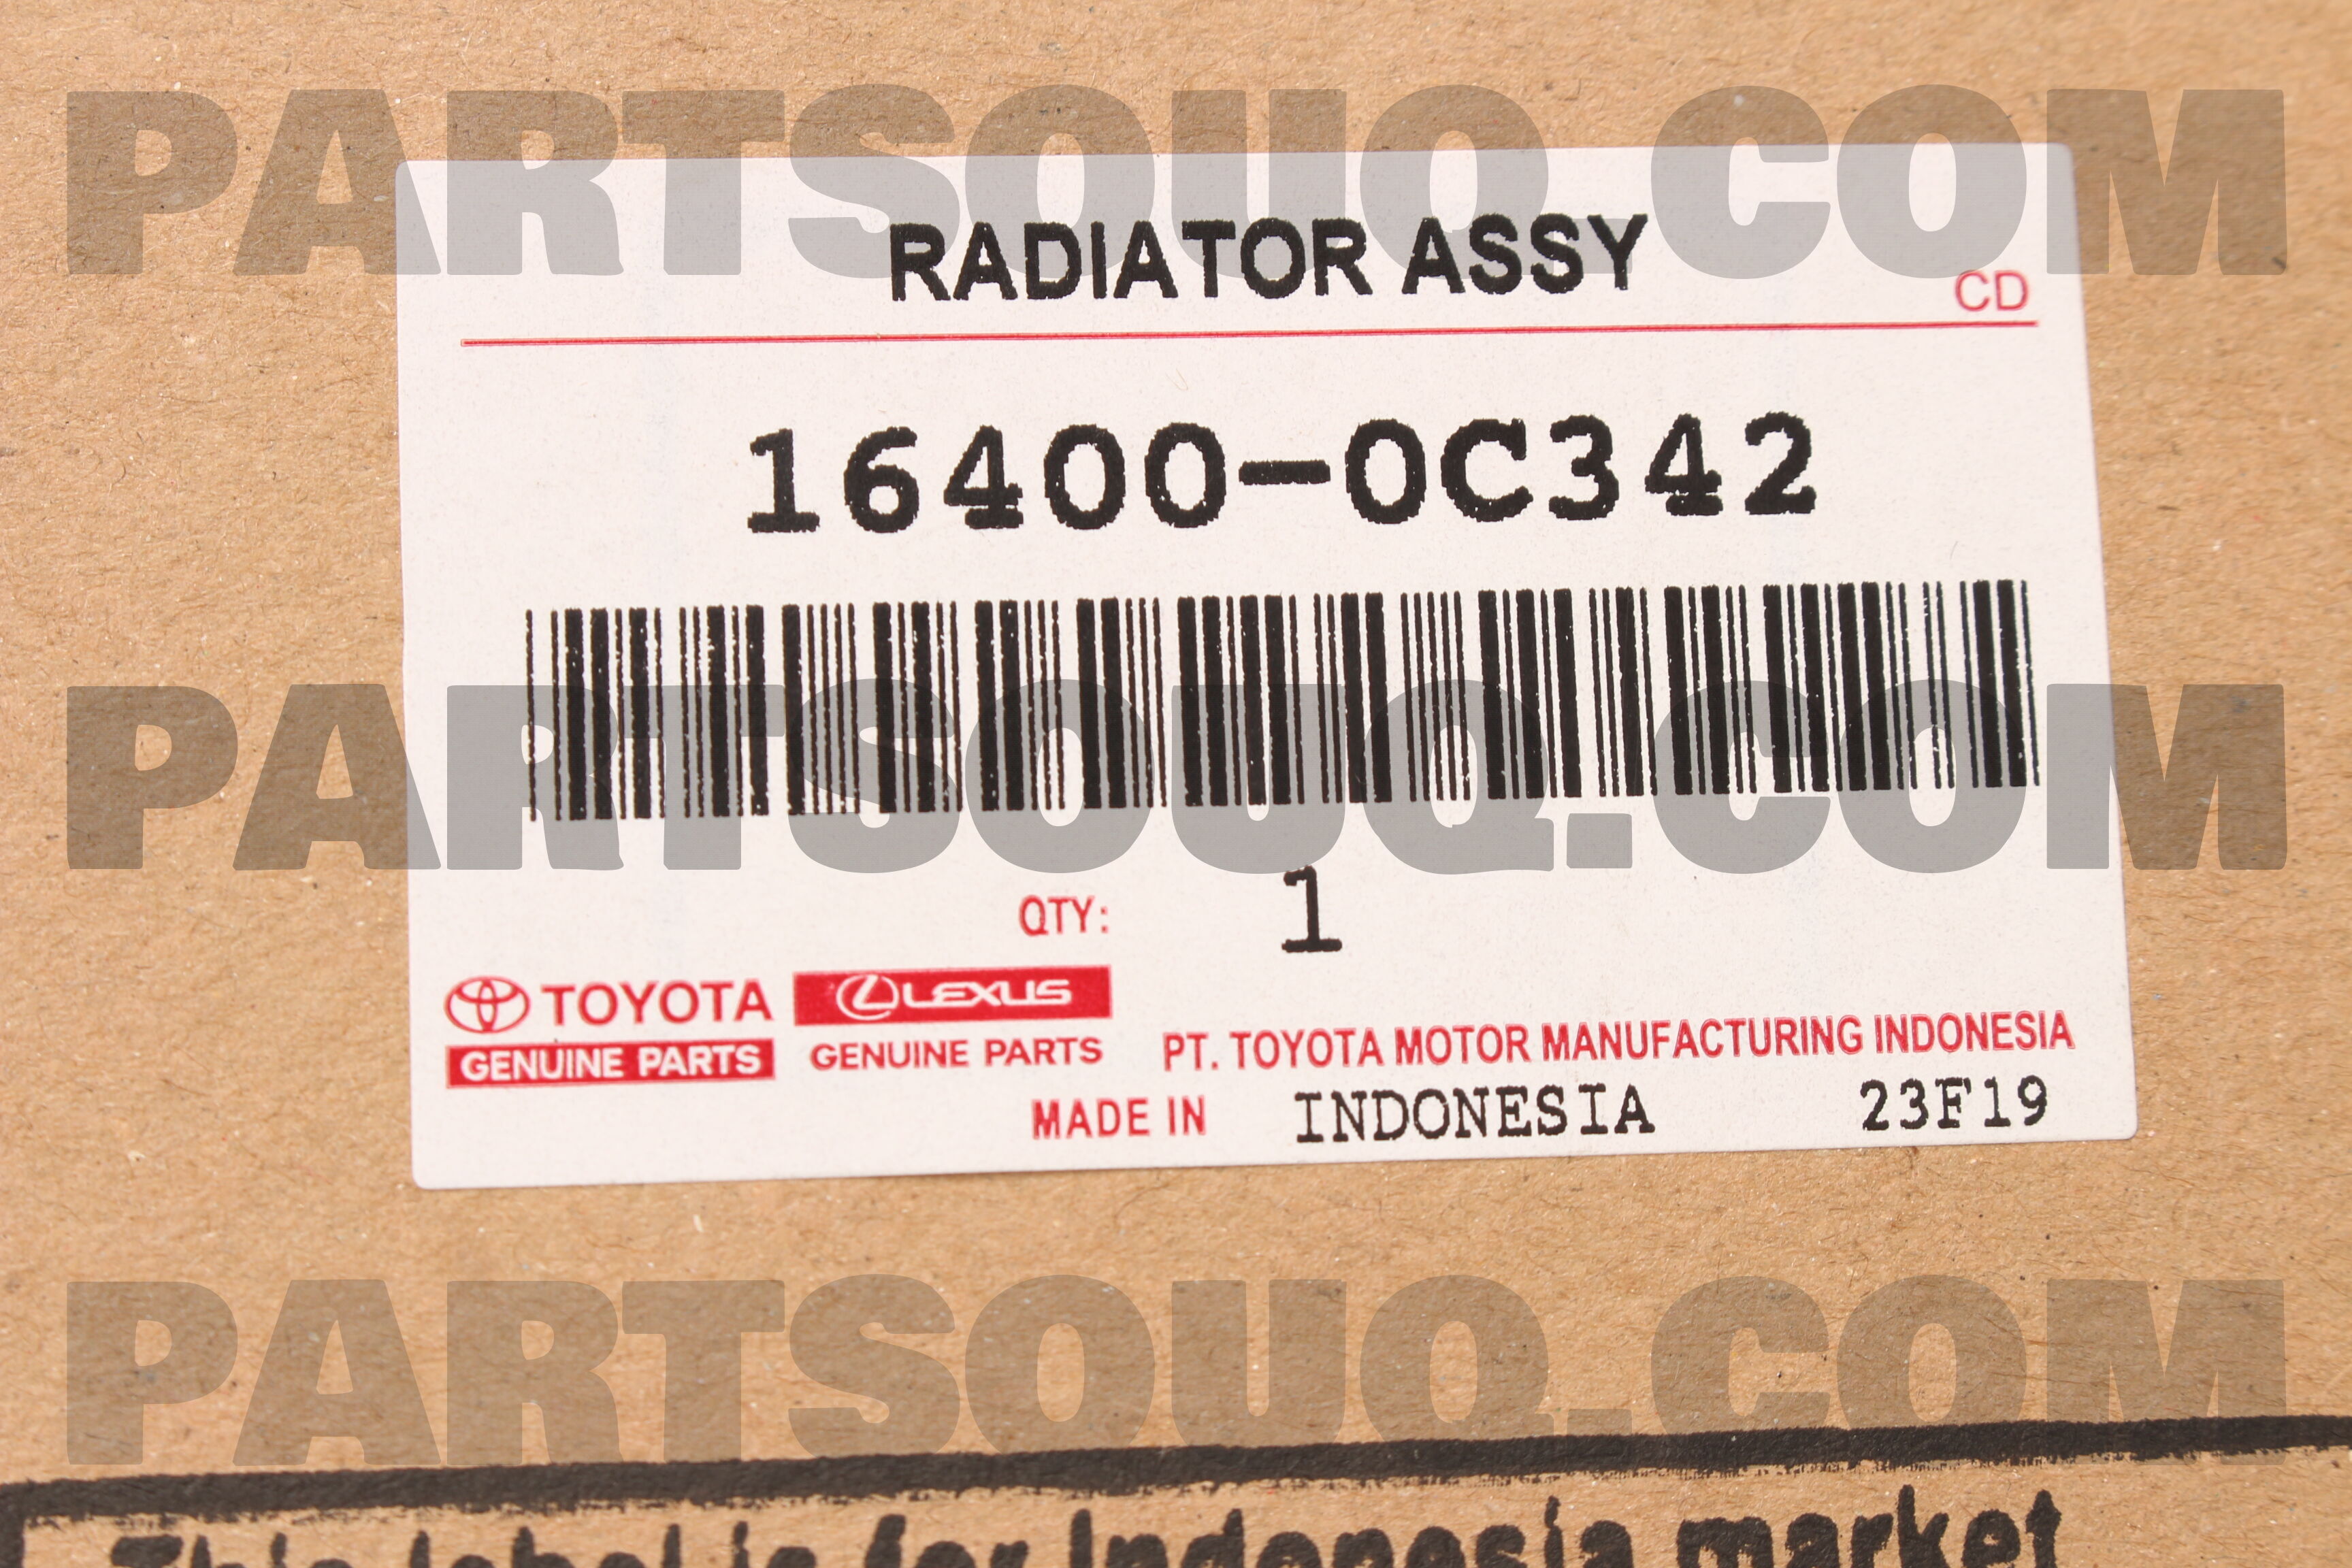 PARTSOUQ.COM
RADIATOR ASSY
CD
16400-0C342
PARTSOUQ.COM
QTY: 1
TOYOTA LEXUS
GENUINE PARTS GENUINE PARTS PT. TOYOTA MOTOR MANUFACTURING INDONESIA
MADE IN INDONESIA 23F19
PARTSOUQ.COM
This label is for Indonesia market